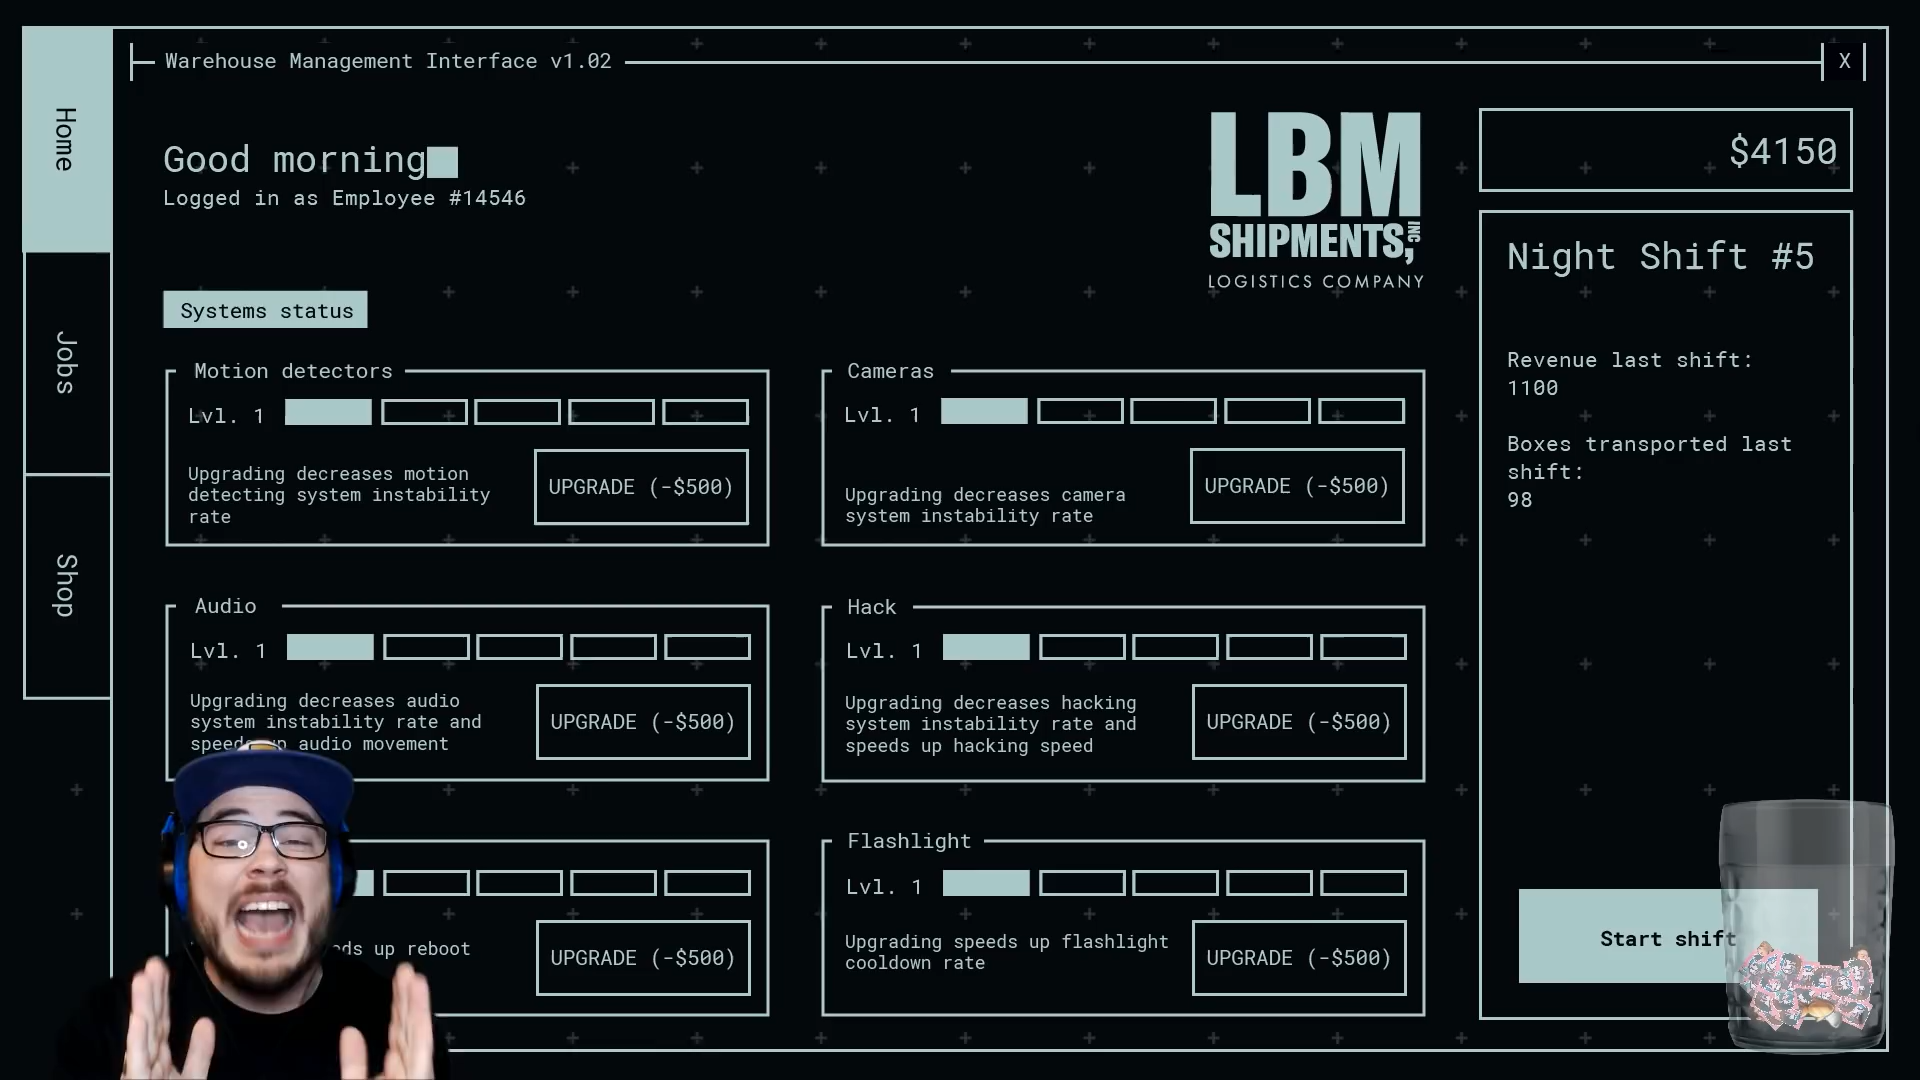 Warehouse Management Interface v1.02
X
Home
Jobs
Shop
Good morning
Logged in as Employee #14546
LBM
SHIPMENTS, INC
LOGISTICS COMPANY
$4150
Night Shift #5
Revenue last shift:
1100
Boxes transported last
shift:
98
Start shift
Systems status
Motion detectors
Lvl. 1
Upgrading decreases motion
detecting system instability
rate
UPGRADE (-$500)
Cameras
Lvl. 1
Upgrading decreases camera
system instability rate
UPGRADE (-$500)
Audio
Lvl. 1
Upgrading decreases audio
system instability rate and
audio movement
UPGRADE (-$500)
Hack
Lvl. 1
Upgrading decreases hacking
system instability rate and
speeds up hacking speed
UPGRADE (-$500)
up reboot
UPGRADE (-$500)
Flashlight
Lvl. 1
Upgrading speeds up flashlight
cooldown rate
UPGRADE (-$500)